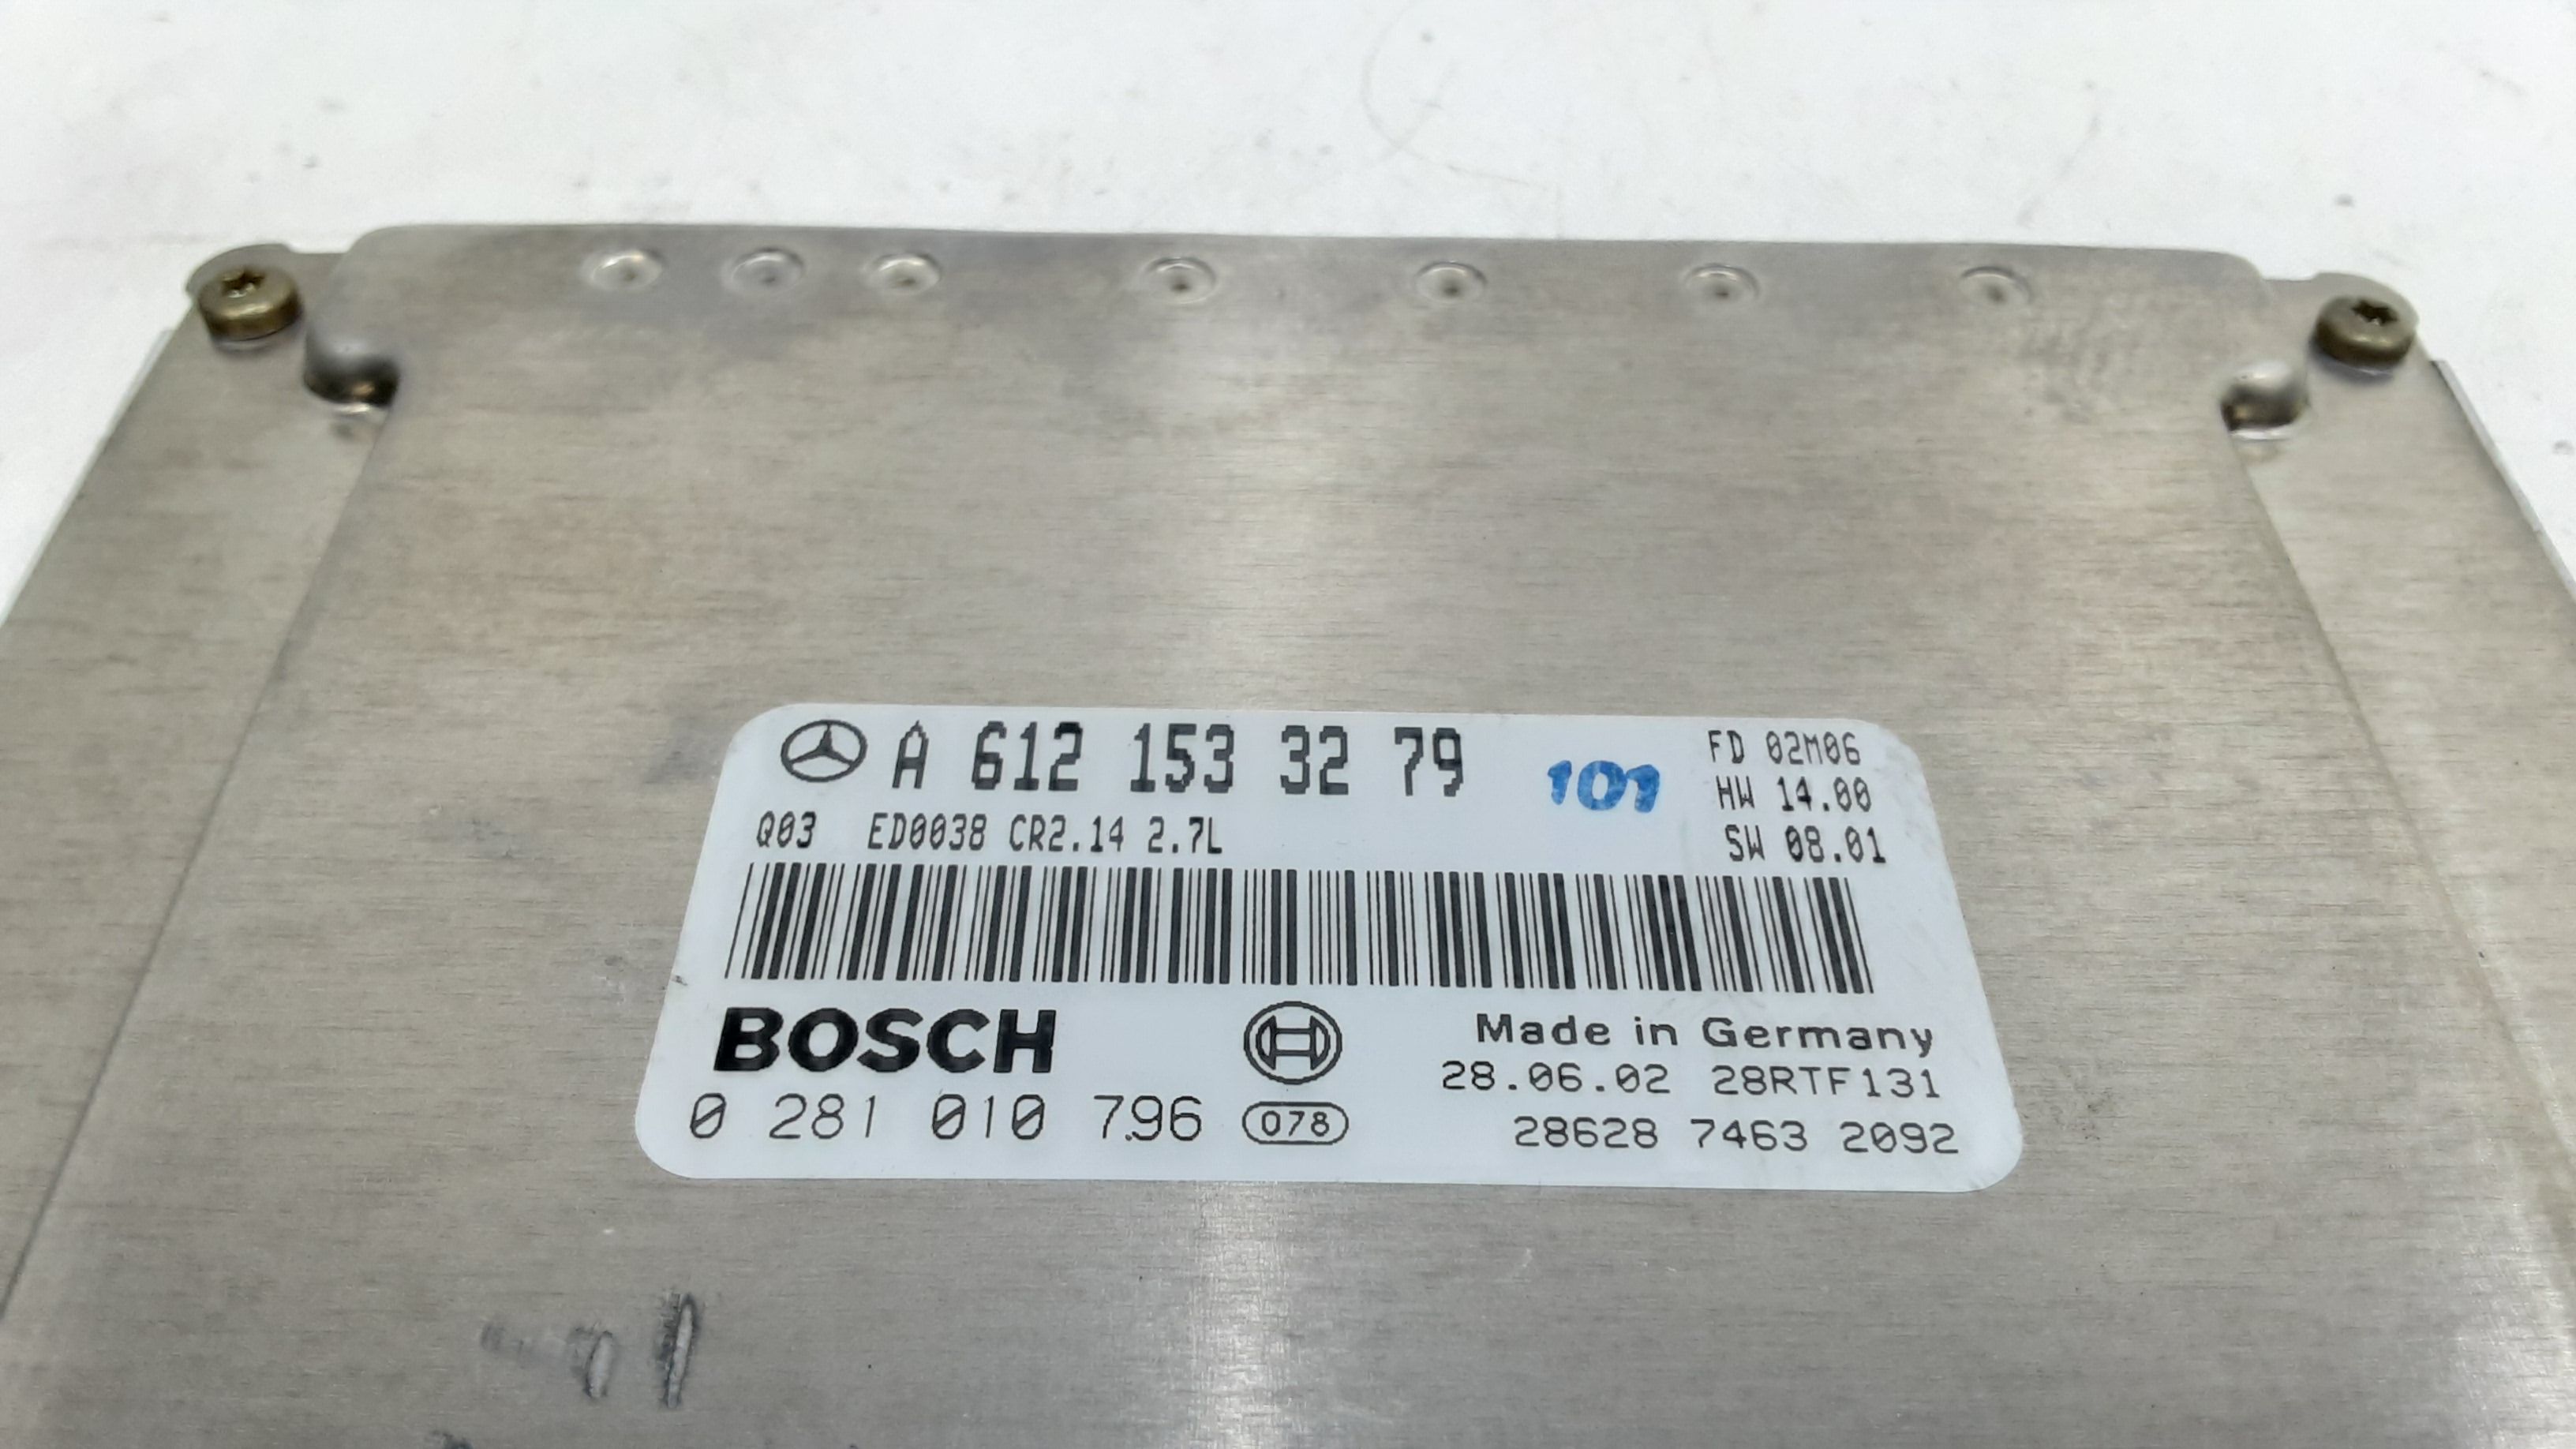 A 612 153 32 79 101 FD 02M06
HW 14.00
Q03 ED0038 CR2.14 2.7L SW 08.01
BOSCH Made in Germany
28.06.02 28RTF131
0 281 010 796 078 28628 7463 2092